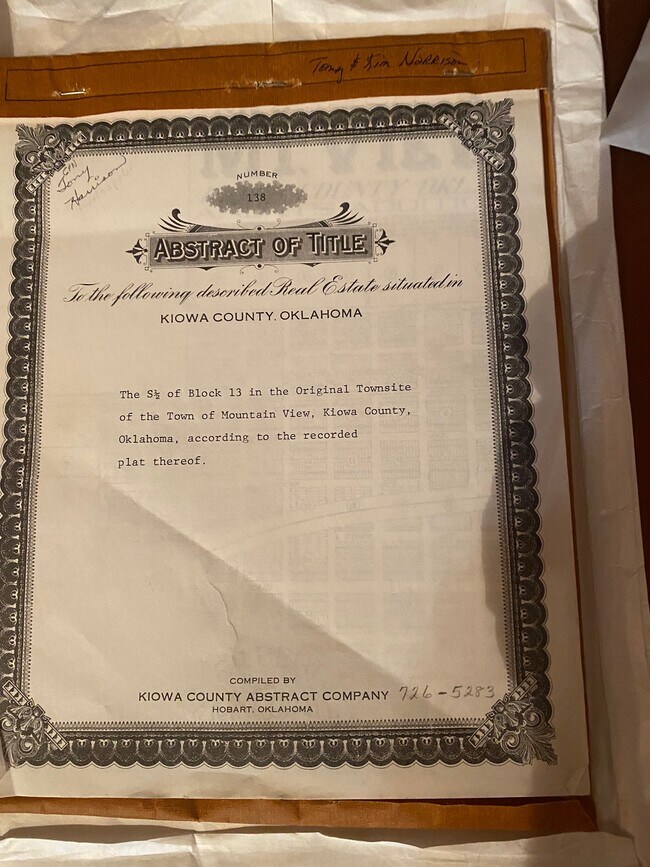 Tony & Kim Harrison
Tony
Harrison
NUMBER
138
ABSTRACT OF TITLE
To the following described Real Estate situated in
KIOWA COUNTY, OKLAHOMA
The S½ of Block 13 in the Original Townsite
of the Town of Mountain View, Kiowa County,
Oklahoma, according to the recorded
plat thereof.
COMPILED BY
KIOWA COUNTY ABSTRACT COMPANY 726-5283
HOBART, OKLAHOMA